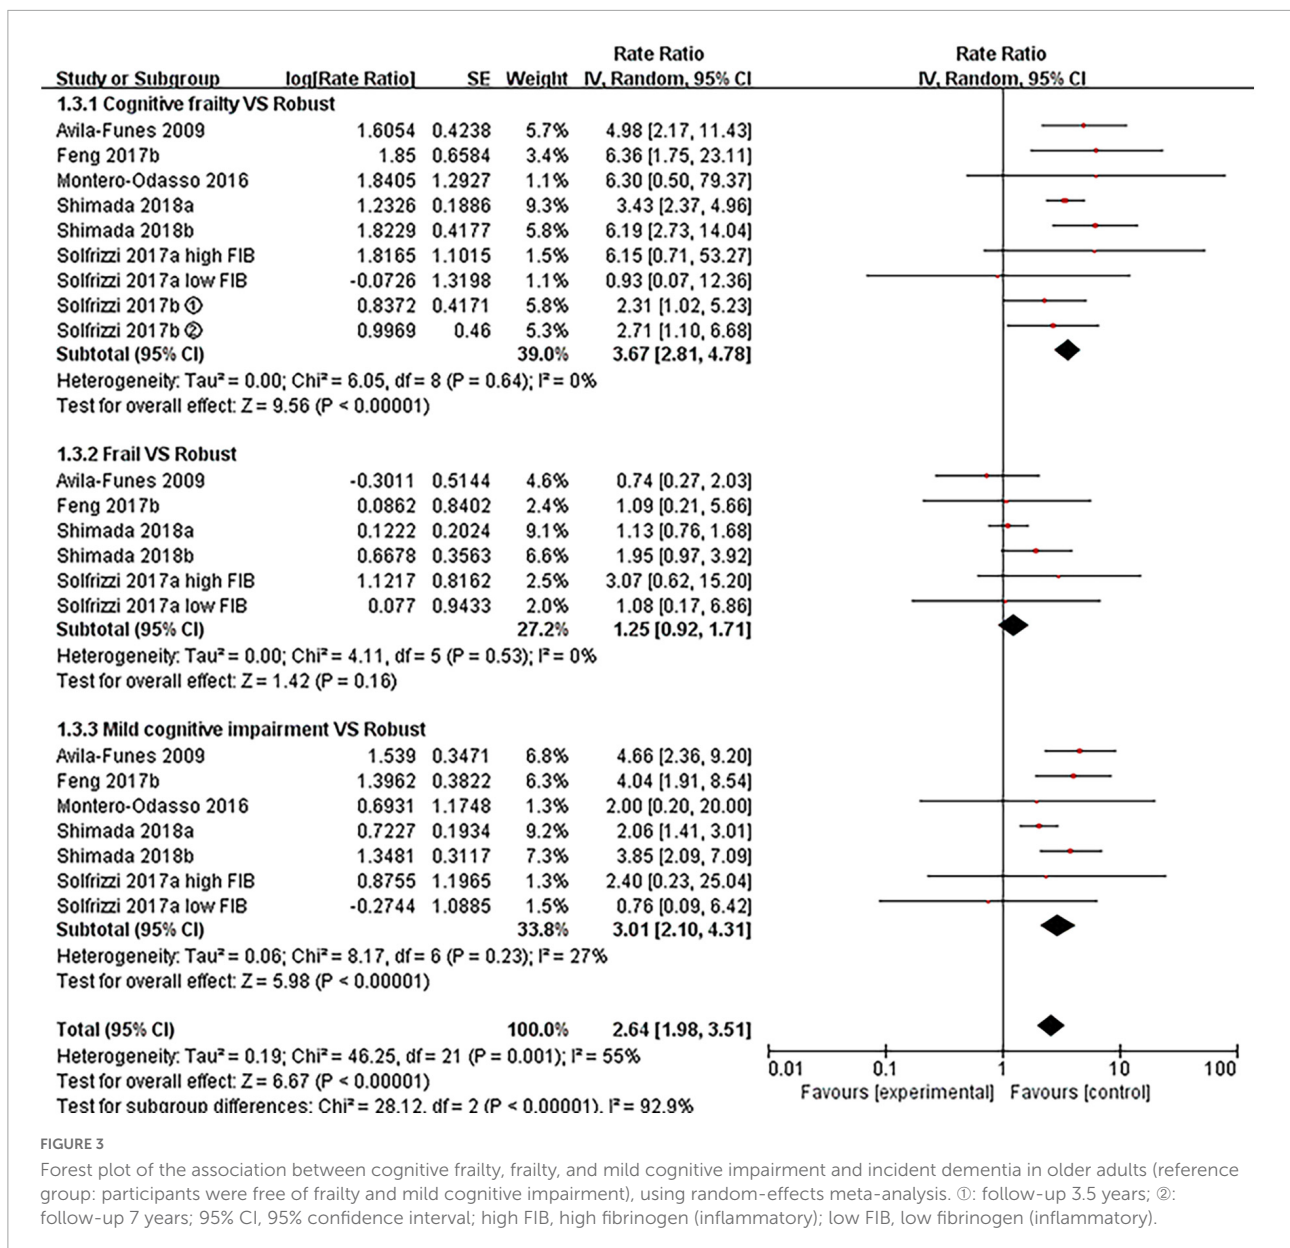 Rate Ratio Rate Ratio
Study or Subgroup log[Rate Ratio] SE Weight IV, Random, 95% CI IV, Random, 95% CI
1.3.1 Cognitive frailty VS Robust
Avila-Funes 2009 1.6054 0.4238 5.7% 4.98 [2.17, 11.43]
Feng 2017b 1.85 0.6584 3.4% 6.36 [1.75, 23.11]
Montero-Odasso 2016 1.8405 1.2927 1.1% 6.30 [0.50, 79.37]
Shimada 2018a 1.2326 0.1886 9.3% 3.43 [2.37, 4.96]
Shimada 2018b 1.8229 0.4177 5.8% 6.19 [2.73, 14.04]
Solfrizzi 2017a high FIB 1.8165 1.1015 1.5% 6.15 [0.71, 53.27]
Solfrizzi 2017a low FIB -0.0726 1.3198 1.1% 0.93 [0.07, 12.36]
Solfrizzi 2017b ① 0.8372 0.4171 5.8% 2.31 [1.02, 5.23]
Solfrizzi 2017b ② 0.9969 0.46 5.3% 2.71 [1.10, 6.68]
Subtotal (95% CI) 39.0% 3.67 [2.81, 4.78]
Heterogeneity: Tau² = 0.00; Chi² = 6.05, df = 8 (P = 0.64); I² = 0%
Test for overall effect: Z = 9.56 (P < 0.00001)
1.3.2 Frail VS Robust
Avila-Funes 2009 -0.3011 0.5144 4.6% 0.74 [0.27, 2.03]
Feng 2017b 0.0862 0.8402 2.4% 1.09 [0.21, 5.66]
Shimada 2018a 0.1222 0.2024 9.1% 1.13 [0.76, 1.68]
Shimada 2018b 0.6678 0.3563 6.6% 1.95 [0.97, 3.92]
Solfrizzi 2017a high FIB 1.1217 0.8162 2.5% 3.07 [0.62, 15.20]
Solfrizzi 2017a low FIB 0.077 0.9433 2.0% 1.08 [0.17, 6.86]
Subtotal (95% CI) 27.2% 1.25 [0.92, 1.71]
Heterogeneity: Tau² = 0.00; Chi² = 4.11, df = 5 (P = 0.53); I² = 0%
Test for overall effect: Z = 1.42 (P = 0.16)
1.3.3 Mild cognitive impairment VS Robust
Avila-Funes 2009 1.539 0.3471 6.8% 4.66 [2.36, 9.20]
Feng 2017b 1.3962 0.3822 6.3% 4.04 [1.91, 8.54]
Montero-Odasso 2016 0.6931 1.1748 1.3% 2.00 [0.20, 20.00]
Shimada 2018a 0.7227 0.1934 9.2% 2.06 [1.41, 3.01]
Shimada 2018b 1.3481 0.3117 7.3% 3.85 [2.09, 7.09]
Solfrizzi 2017a high FIB 0.8755 1.1965 1.3% 2.40 [0.23, 25.04]
Solfrizzi 2017a low FIB -0.2744 1.0885 1.5% 0.76 [0.09, 6.42]
Subtotal (95% CI) 33.8% 3.01 [2.10, 4.31]
Heterogeneity: Tau² = 0.06; Chi² = 8.17, df = 6 (P = 0.23); I² = 27%
Test for overall effect: Z = 5.98 (P < 0.00001)
Total (95% CI) 100.0% 2.64 [1.98, 3.51]
Heterogeneity: Tau² = 0.19; Chi² = 46.25, df = 21 (P = 0.001); I² = 55%
Test for overall effect: Z = 6.67 (P < 0.00001)
Test for subgroup differences: Chi² = 28.12, df = 2 (P < 0.00001), I² = 92.9%
0.01 0.1 1 10 100
Favours [experimental] Favours [control]
FIGURE 3
Forest plot of the association between cognitive frailty, frailty, and mild cognitive impairment and incident dementia in older adults (reference
group: participants were free of frailty and mild cognitive impairment), using random-effects meta-analysis. ①: follow-up 3.5 years; ②:
follow-up 7 years; 95% CI, 95% confidence interval; high FIB, high fibrinogen (inflammatory); low FIB, low fibrinogen (inflammatory).